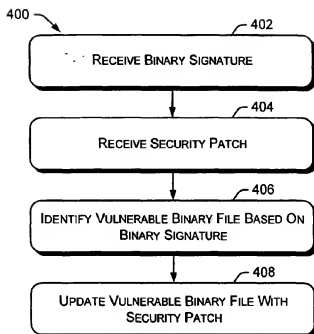 400
402
RECEIVE BINARY SIGNATURE
404
RECEIVE SECURITY PATCH
406
IDENTIFY VULNERABLE BINARY FILE BASED ON
BINARY SIGNATURE
408
UPDATE VULNERABLE BINARY FILE WITH
SECURITY PATCH